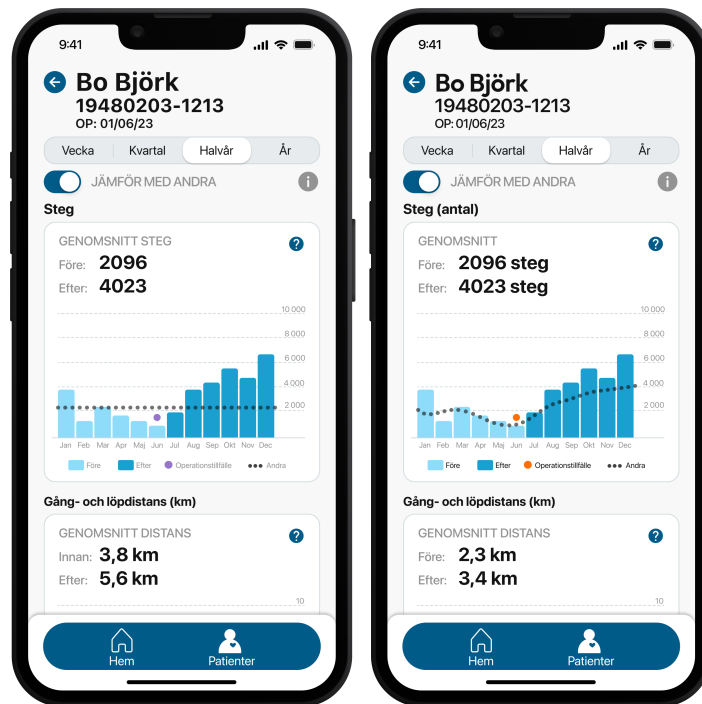 9:41
Bo Björk
19480203-1213
OP: 01/06/23
Vecka Kvartal Halvår År
JÄMFÖR MED ANDRA
Steg
GENOMSNITT STEG
Före: 2096
Efter: 4023
10 000
8 000
6 000
4 000
2 000
Jan Feb Mar Apr Maj Jun Jul Aug Sep Okt Nov Dec
Före Efter Operationstillfälle Andra
Gång- och löpdistans (km)
GENOMSNITT DISTANS
Innan: 3,8 km
Efter: 5,6 km
10
Hem Patienter
9:41
Bo Björk
19480203-1213
OP: 01/06/23
Vecka Kvartal Halvår År
JÄMFÖR MED ANDRA
Steg (antal)
GENOMSNITT
Före: 2096 steg
Efter: 4023 steg
10 000
8 000
6 000
4 000
2 000
Jan Feb Mar Apr Maj Jun Jul Aug Sep Okt Nov Dec
Före Efter Operationstillfälle Andra
Gång- och löpdistans (km)
GENOMSNITT DISTANS
Före: 2,3 km
Efter: 3,4 km
10
Hem Patienter